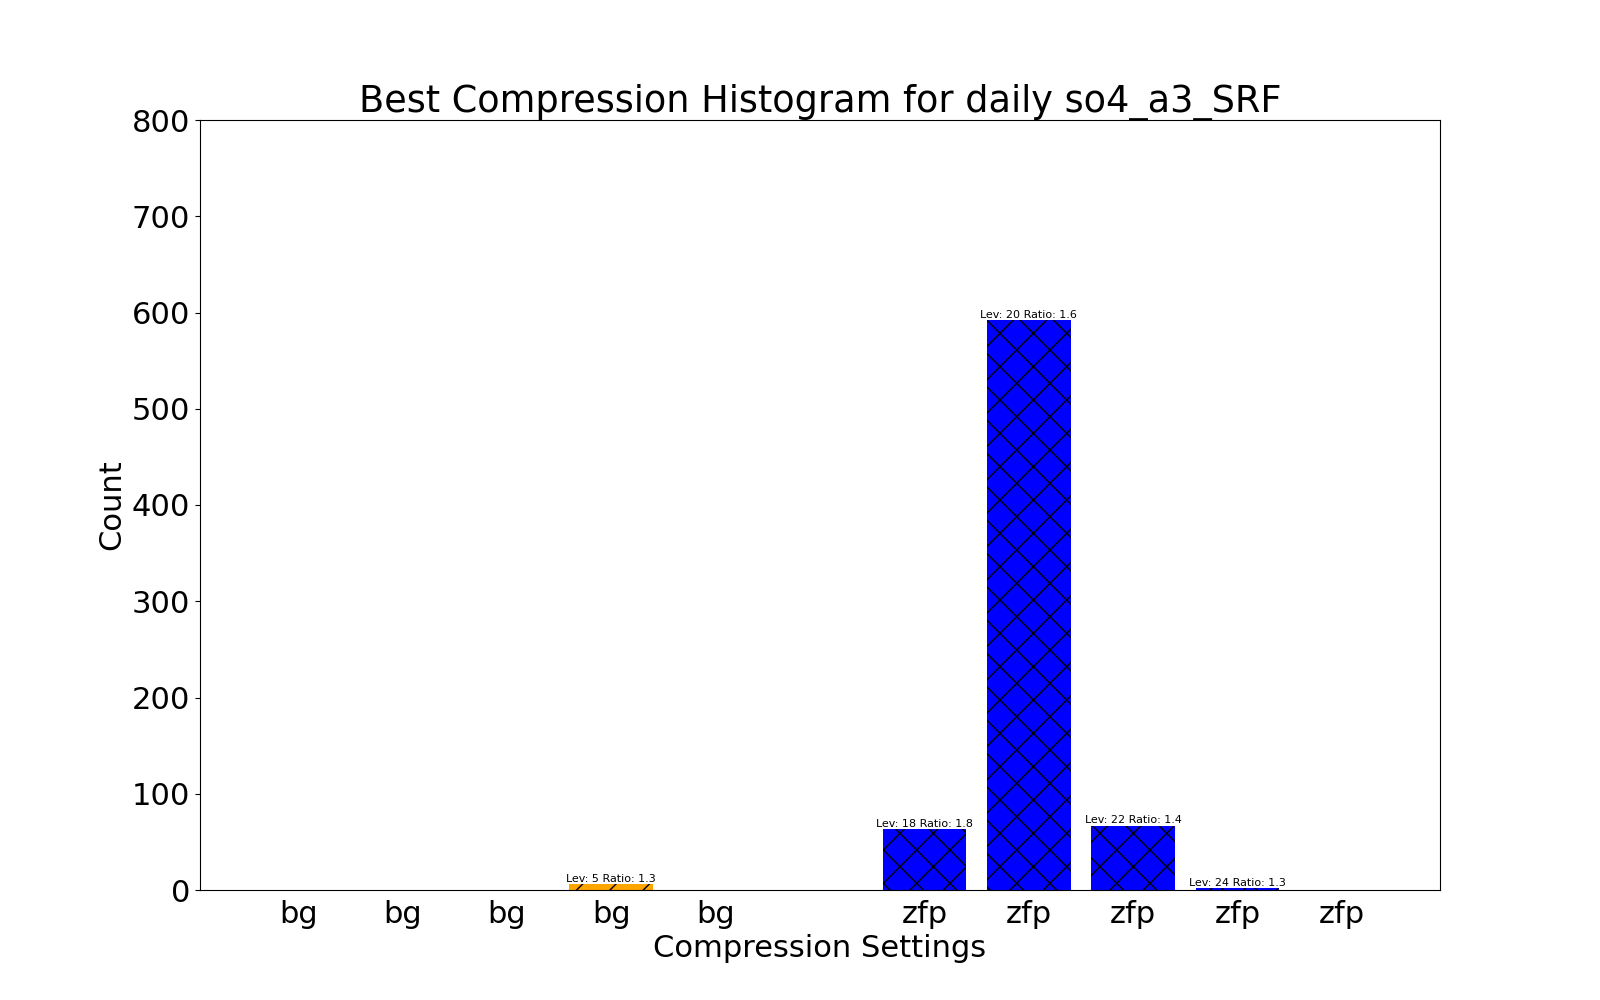 Best Compression Histogram for daily so4_a3_SRF
800
700
600
500
400
300
200
100
0
Count
Lev: 5 Ratio: 1.3
Lev: 18 Ratio: 1.8
Lev: 20 Ratio: 1.6
Lev: 22 Ratio: 1.4
Lev: 24 Ratio: 1.3
bg bg bg bg bg zfp zfp zfp zfp zfp
Compression Settings